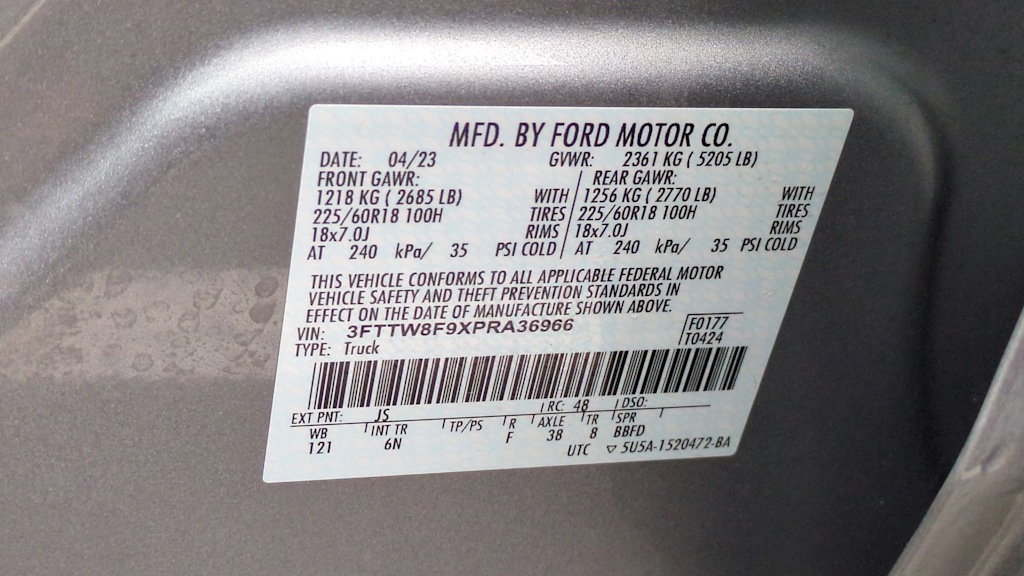 MFD. BY FORD MOTOR CO.
DATE: 04/23 GVWR: 2361 KG ( 5205 LB)
FRONT GAWR: REAR GAWR:
1218 KG ( 2685 LB) WITH 1256 KG ( 2770 LB) WITH
225/60R18 100H TIRES 225/60R18 100H TIRES
18x7.0J RIMS 18x7.0J RIMS
AT 240 kPa/ 35 PSI COLD AT 240 kPa/ 35 PSI COLD
THIS VEHICLE CONFORMS TO ALL APPLICABLE FEDERAL MOTOR
VEHICLE SAFETY AND THEFT PREVENTION STANDARDS IN
EFFECT ON THE DATE OF MANUFACTURE SHOWN ABOVE.
VIN: 3FTTW8F9XPRA36966 F0177
TYPE: Truck T0424
EXT PNT: JS RC: 48 DSO:
WB INT TR TP/PS R AXLE TR SPR
121 6N F 38 8 BBFD
UTC ▽ 5U5A-1520472-BA